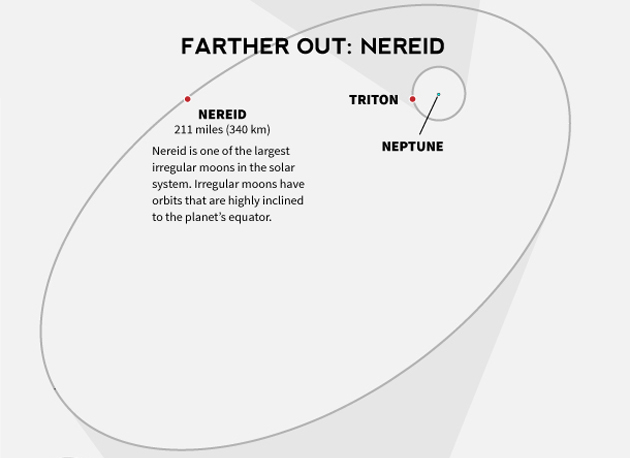 FARTHER OUT: NEREID
TRITON
NEPTUNE
NEREID
211 miles (340 km)
Nereid is one of the largest
irregular moons in the solar
system. Irregular moons have
orbits that are highly inclined
to the planet’s equator.